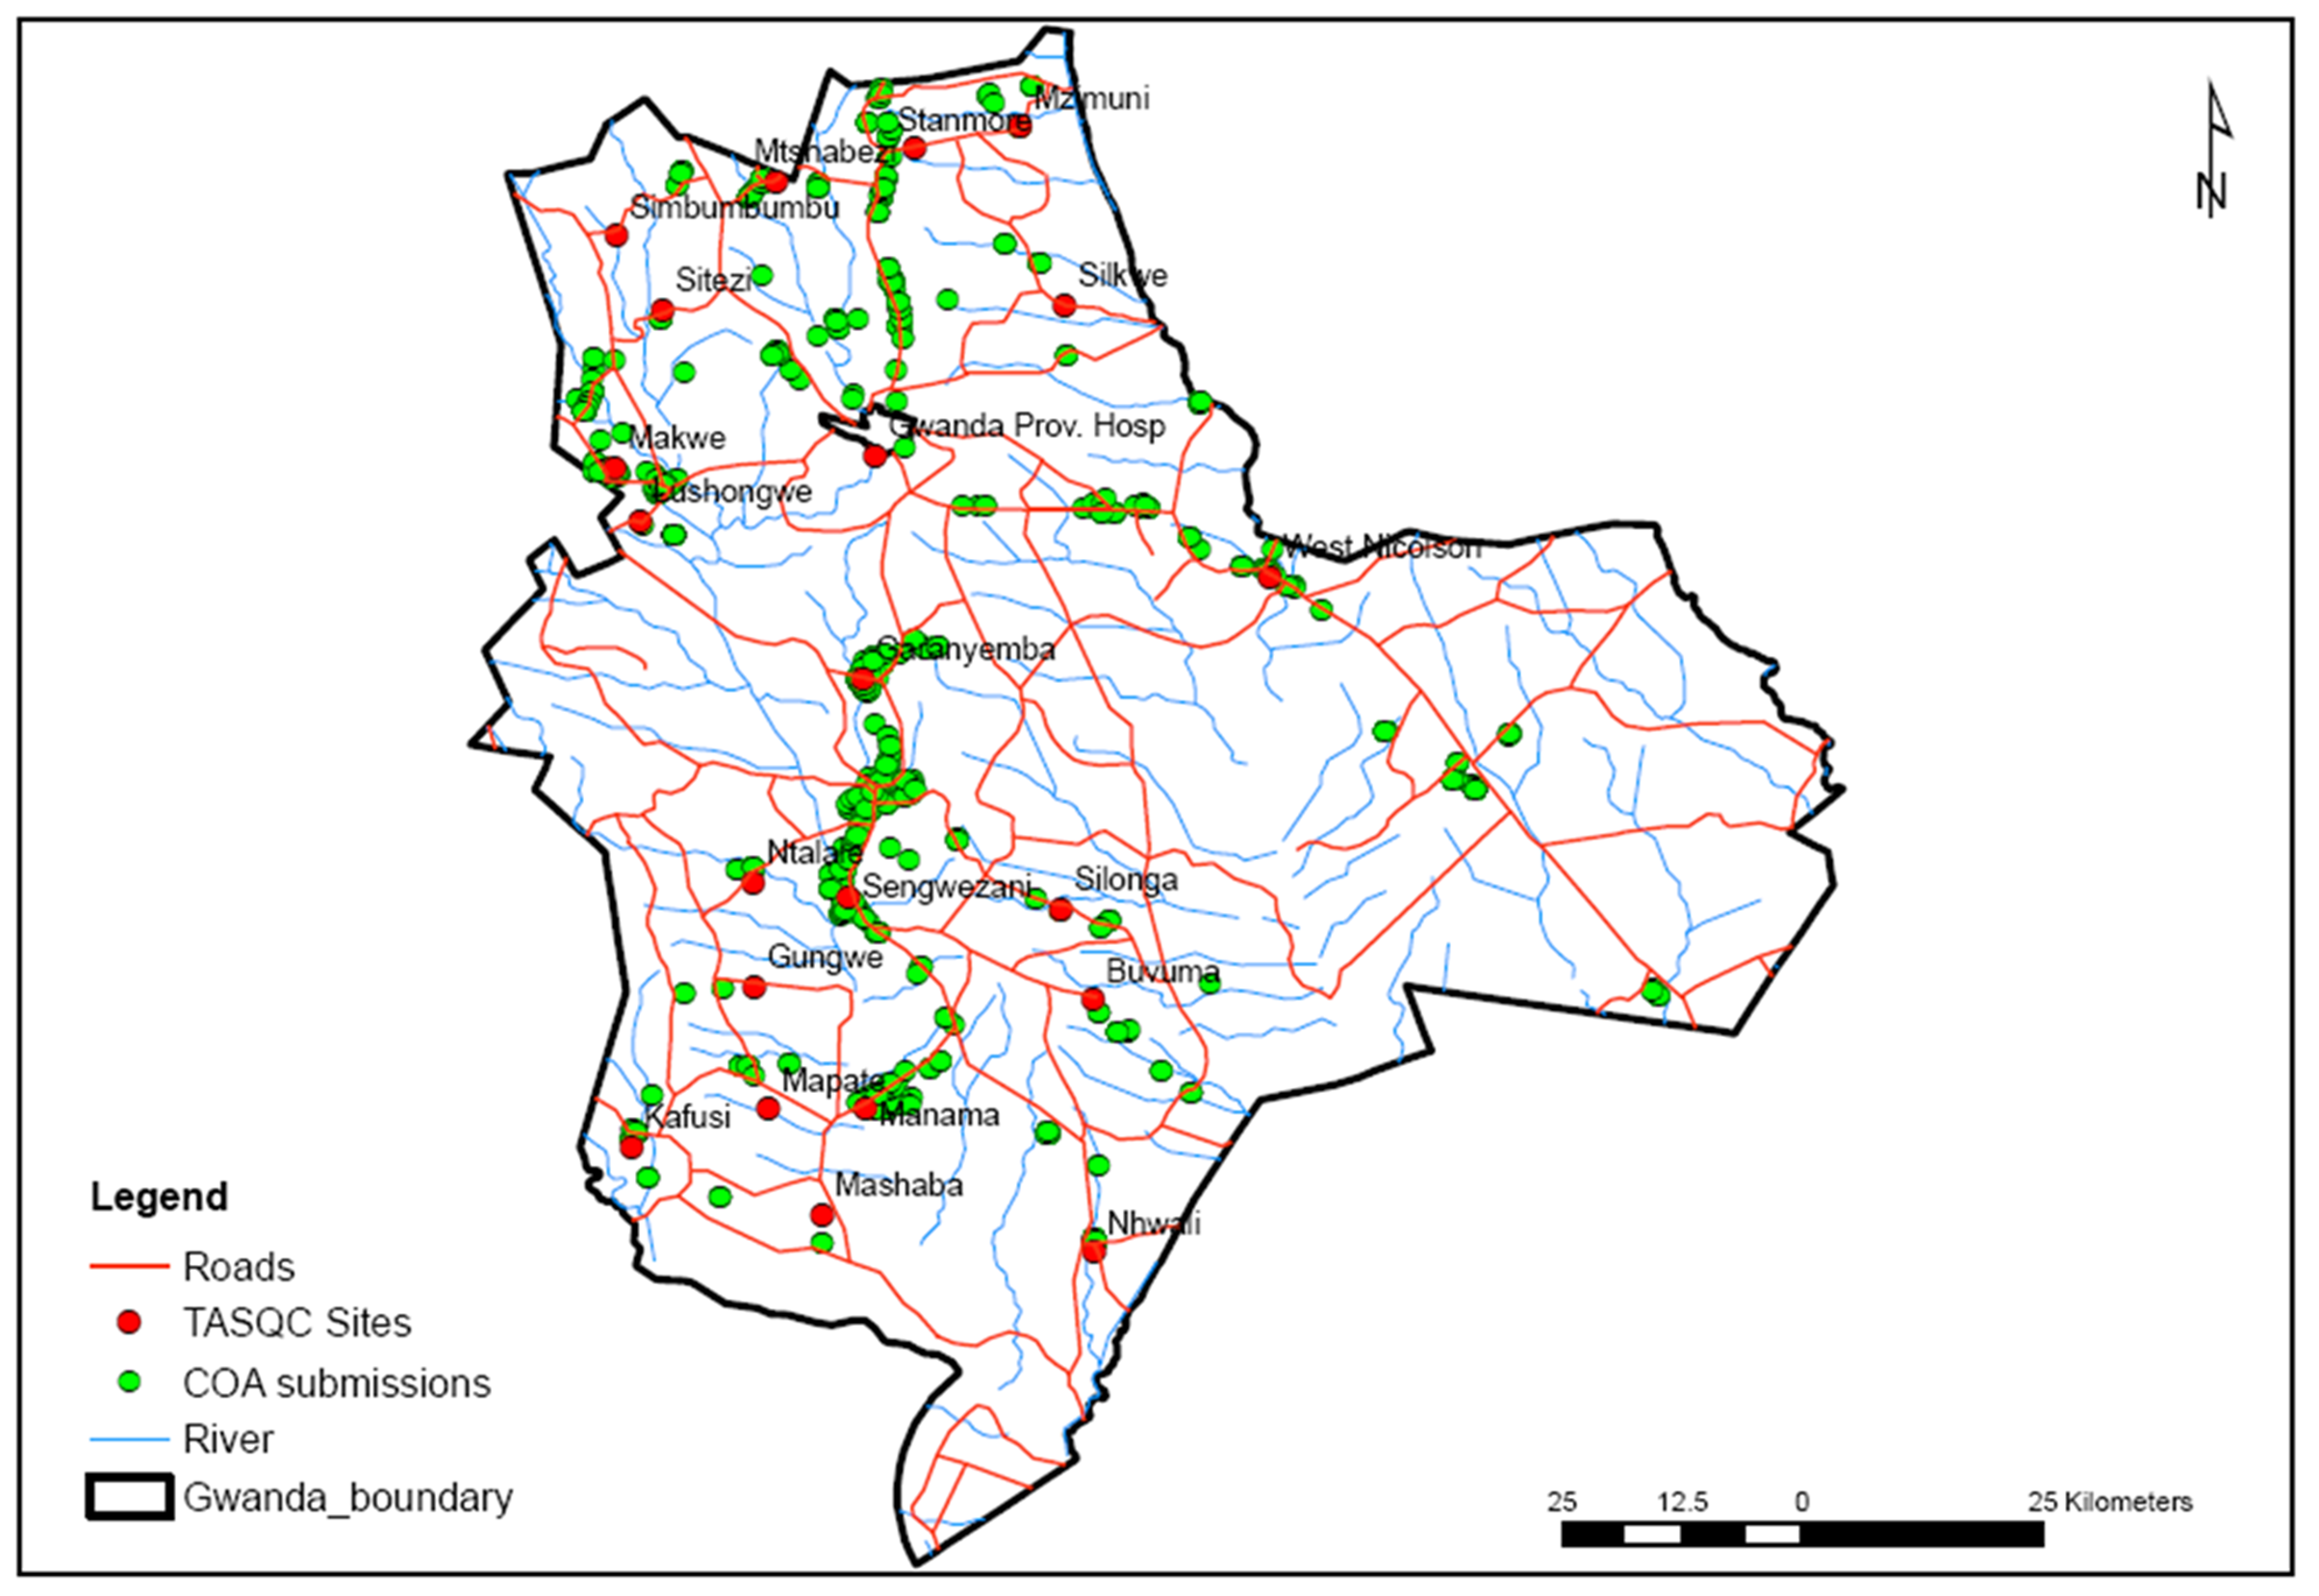 Mzimuni
Stanmore
Mtshabezi
N
Simbumbumbu
Sitezi
Silkwe
Gwanda Prov. Hosp
Makwe
Lushongwe
West Nicolson
Garanyemba
Ntalale
Sengwezani
Silonga
Gungwe
Buvuma
Mapate
Manama
Kafusi
Mashaba
Nhwali
Legend
Roads
TASQC Sites
COA submissions
River
Gwanda_boundary
25 12.5 0 25 Kilometers